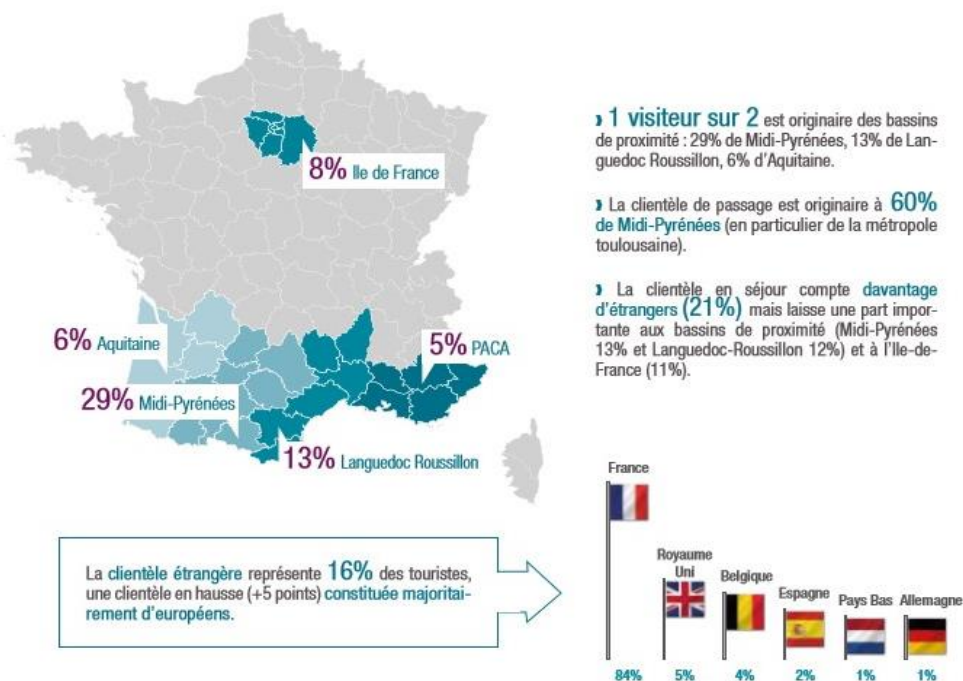 8% Ile de France
6% Aquitaine
5% PACA
29% Midi-Pyrénées
13% Languedoc Roussillon
› 1 visiteur sur 2 est originaire des bassins
de proximité : 29% de Midi-Pyrénées, 13% de Lan-
guedoc Roussillon, 6% d'Aquitaine.
› La clientèle de passage est originaire à 60%
de Midi-Pyrénées (en particulier de la métropole
toulousaine).
› La clientèle en séjour compte davantage
d'étrangers (21%) mais laisse une part impor-
tante aux bassins de proximité (Midi-Pyrénées
13% et Languedoc-Roussillon 12%) et à l'Ile-de-
France (11%).
La clientèle étrangère représente 16% des touristes,
une clientèle en hausse (+5 points) constituée majoritai-
rement d'européens.
France
Royaume
Uni
Belgique
Espagne
Pays Bas
Allemagne
84% 5% 4% 2% 1% 1%